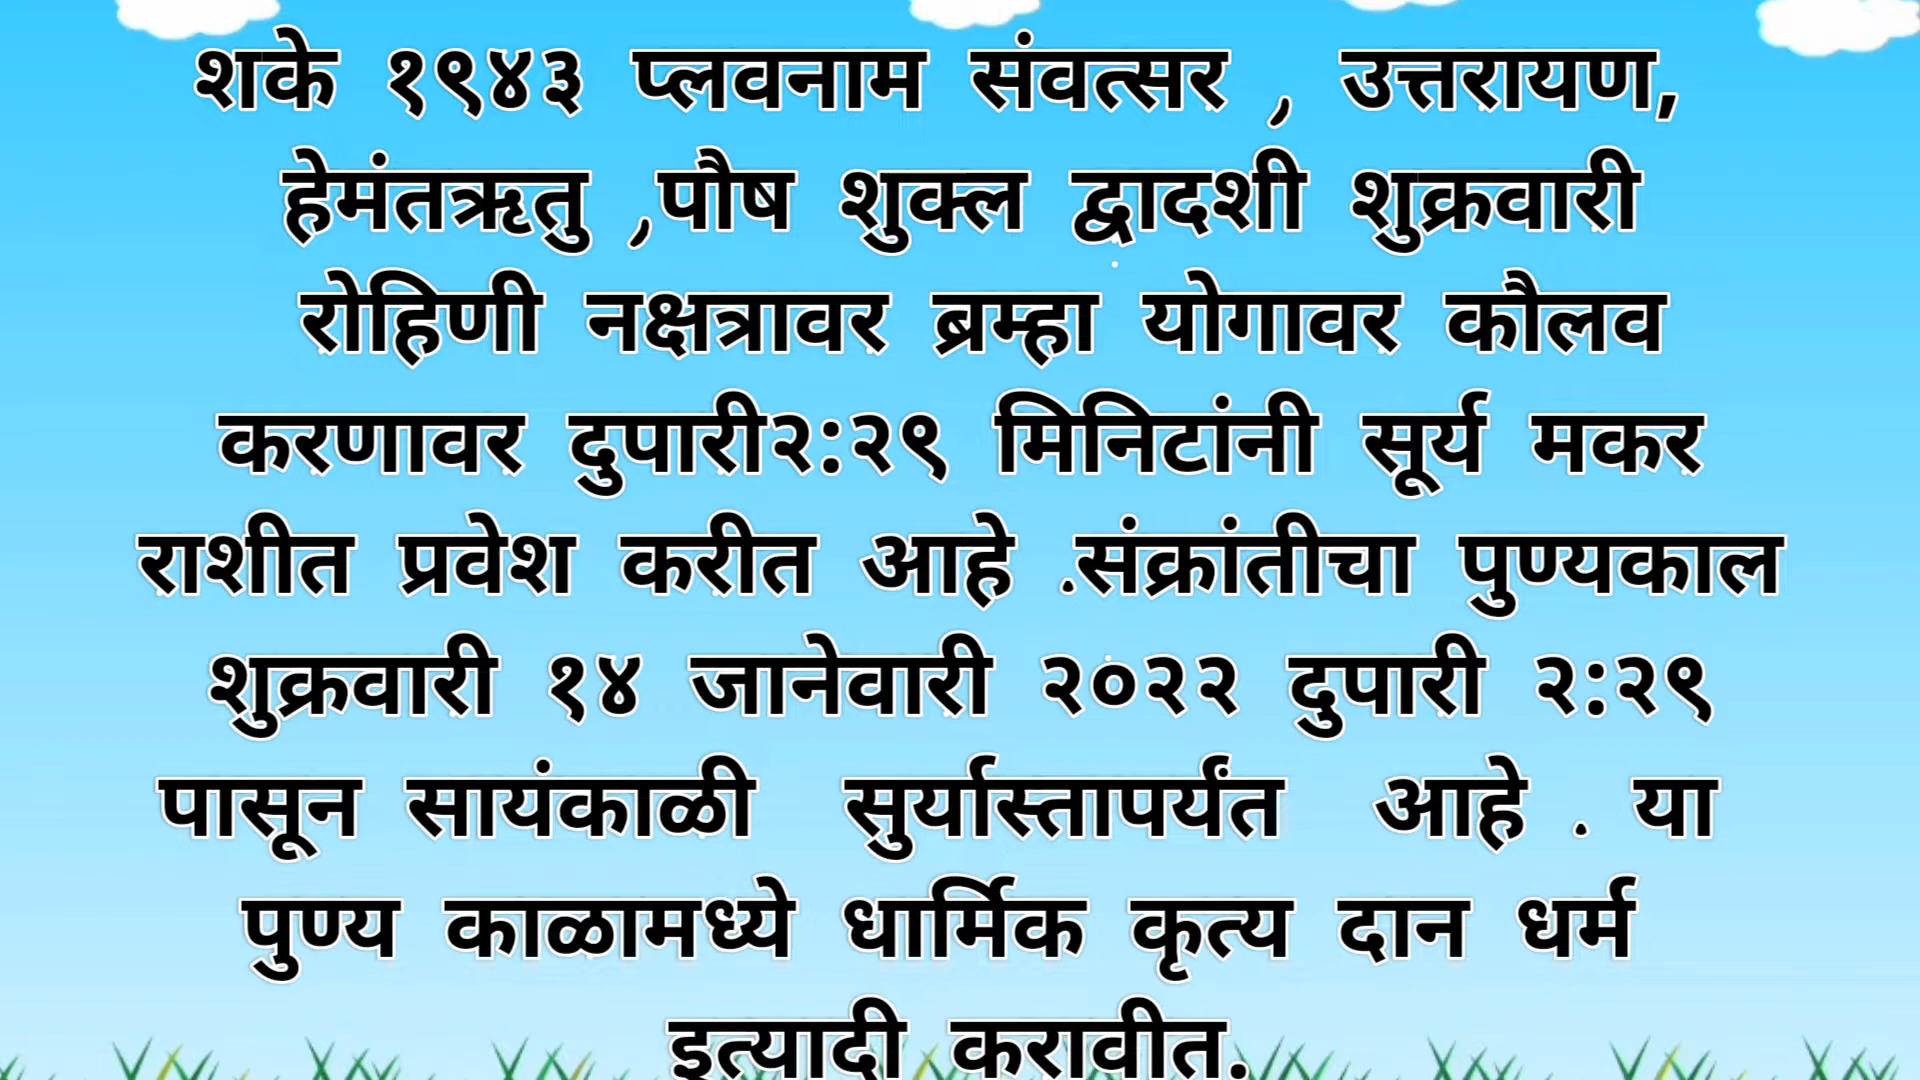 शके १९४३ प्लवनाम संवत्सर , उत्तरायण,
हेमंतऋतु ,पौष शुक्ल द्वादशी शुक्रवारी
रोहिणी नक्षत्रावर ब्रम्हा योगावर कौलव
करणावर दुपारी२:२९ मिनिटांनी सूर्य मकर
राशीत प्रवेश करीत आहे .संक्रांतीचा पुण्यकाल
शुक्रवारी १४ जानेवारी २०२२ दुपारी २:२९
पासून सायंकाळी सुर्यास्तापर्यंत आहे . या
पुण्य काळामध्ये धार्मिक कृत्य दान धर्म
इत्यादी करावीत.